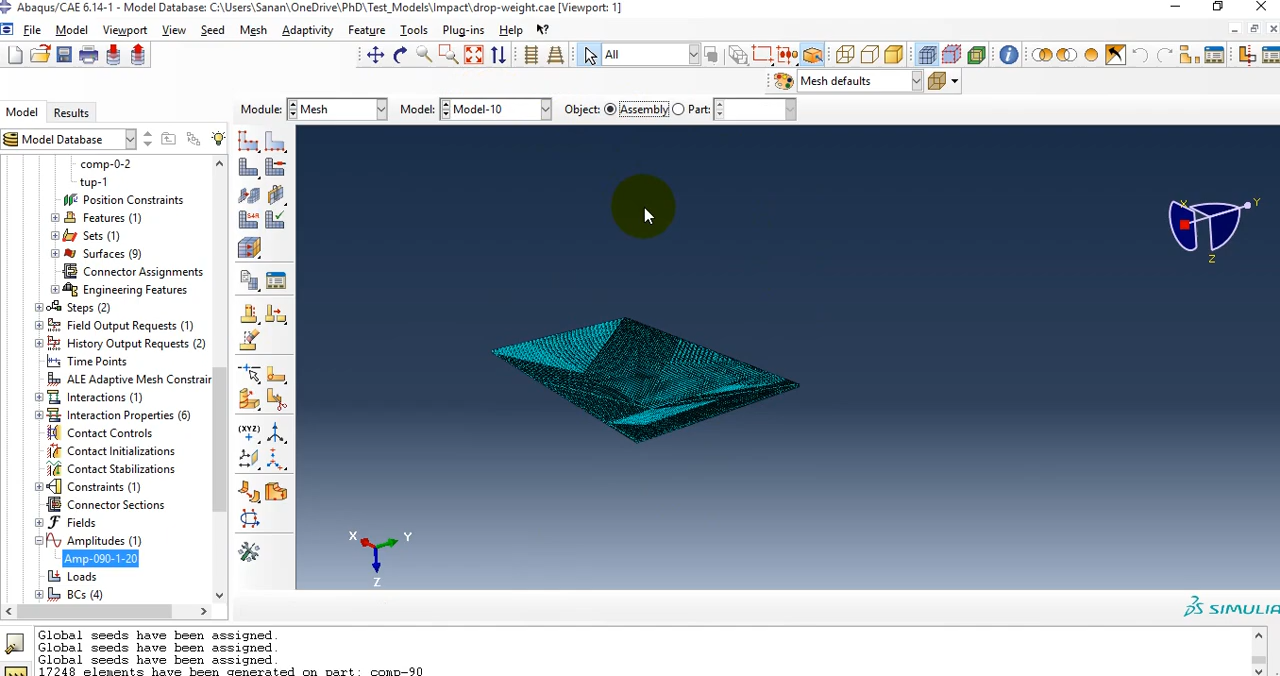 Abaqus/CAE 6.14-1 - Model Database: C:\Users\Sanan\OneDrive\PhD\Test_Models\Impact\drop-weight.cae [Viewport: 1]
File Model Viewport View Seed Mesh Adaptivity Feature Tools Plug-ins Help
All
Mesh defaults
Model Results
Module: Mesh Model: Model-10 Object: Assembly Part:
Model Database
comp-0-2
tup-1
Position Constraints
Features (1)
Sets (1)
Surfaces (9)
Connector Assignments
Engineering Features
Steps (2)
Field Output Requests (1)
History Output Requests (2)
Time Points
ALE Adaptive Mesh Constrair
Interactions (1)
Interaction Properties (6)
Contact Controls
Contact Initializations
Contact Stabilizations
Constraints (1)
Connector Sections
Fields
Amplitudes (1)
Amp-090-1-20
Loads
BCs (4)
S4R
(XYZ)
X Y
Z
X Y
Z
SIMULIA
Global seeds have been assigned.
Global seeds have been assigned.
Global seeds have been assigned.
17248 elements have been generated on part: comp-90